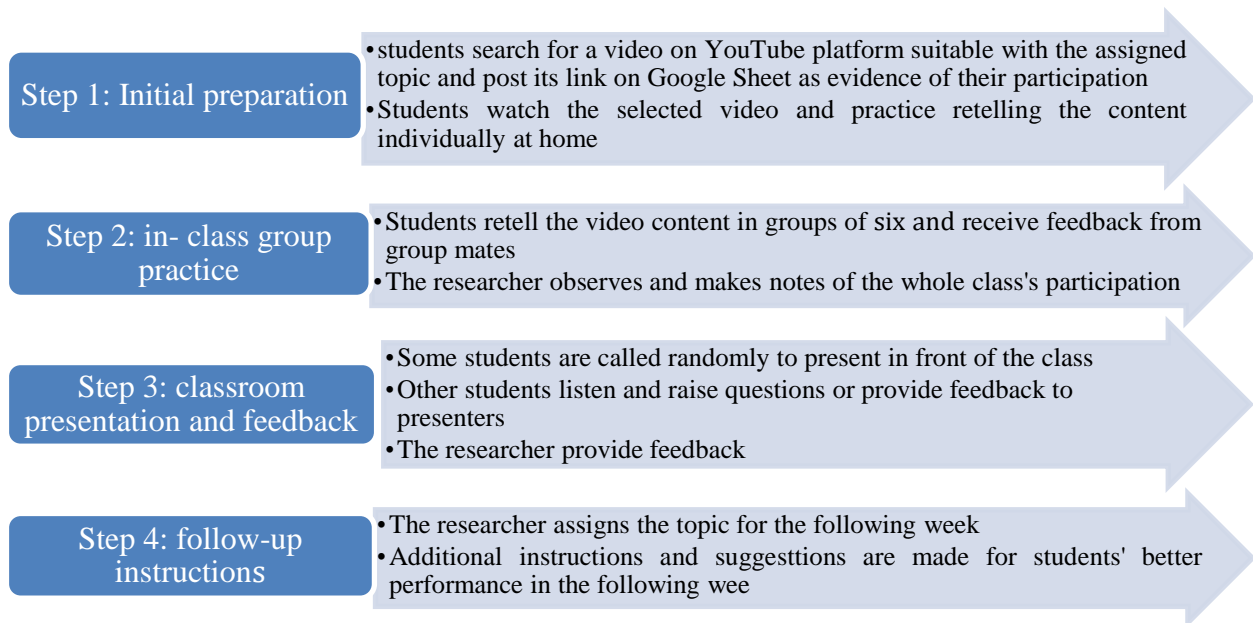 Step 1: Initial preparation
•students search for a video on YouTube platform suitable with the assigned
topic and post its link on Google Sheet as evidence of their participation
•Students watch the selected video and practice retelling the content
individually at home
Step 2: in- class group
practice
•Students retell the video content in groups of six and receive feedback from
group mates
•The researcher observes and makes notes of the whole class's participation
Step 3: classroom
presentation and feedback
•Some students are called randomly to present in front of the class
•Other students listen and raise questions or provide feedback to
presenters
•The researcher provide feedback
Step 4: follow-up
instructions
•The researcher assigns the topic for the following week
•Additional instructions and suggesttions are made for students' better
performance in the following wee